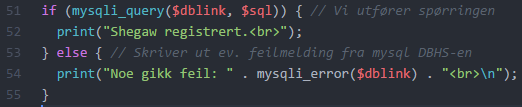 51 if (mysqli_query($dblink, $sql)) { // Vi utfører spørringen
52 print("Shegaw registrert.<br>");
53 } else { // Skriver ut ev. feilmelding fra mysql DBHS-en
54 print("Noe gikk feil: " . mysqli_error($dblink) . "<br>\n");
55 }